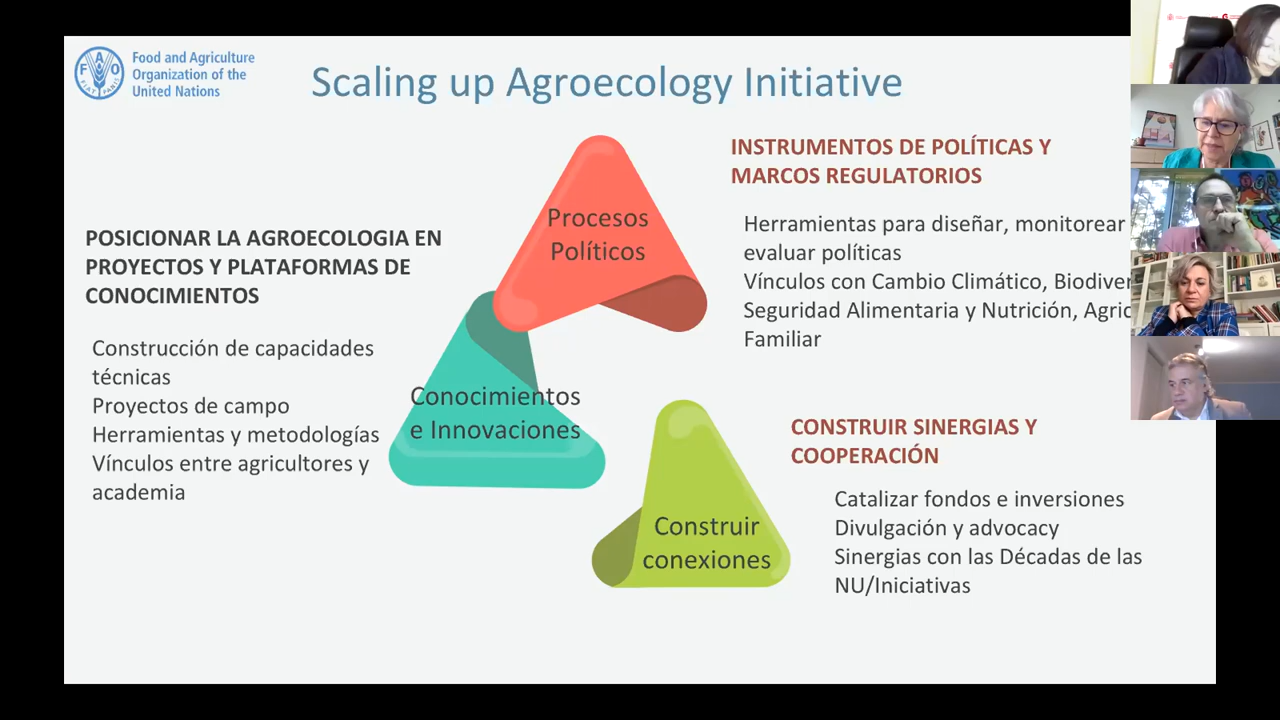 Food and Agriculture
Organization of the
United Nations
Scaling up Agroecology Initiative
INSTRUMENTOS DE POLÍTICAS Y
MARCOS REGULATORIOS
Herramientas para diseñar, monitorear
evaluar políticas
Vínculos con Cambio Climático,
Seguridad Alimentaria y Nutrición,
Familiar
Procesos
Políticos
POSICIONAR LA AGROECOLOGIA EN
PROYECTOS Y PLATAFORMAS DE
CONOCIMIENTOS
Construcción de capacidades
técnicas
Proyectos de campo
Herramientas y metodologías
Vínculos entre agricultores y
academia
Conocimientos
e Innovaciones
CONSTRUIR SINERGIAS Y
COOPERACIÓN
Catalizar fondos e inversiones
Divulgación y advocacy
Sinergias con las Décadas de las
NU/Iniciativas
Construir
conexiones